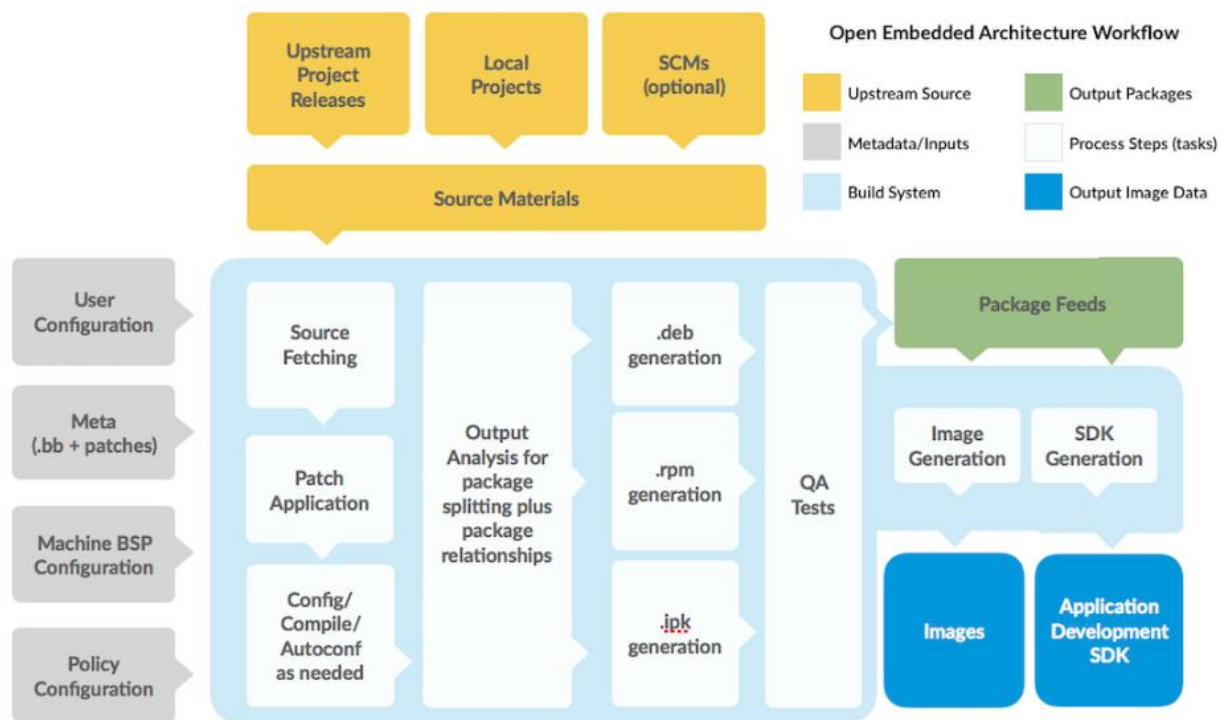 Upstream
Project
Releases
Local
Projects
SCMs
(optional)
Open Embedded Architecture Workflow
Upstream Source
Output Packages
Metadata/Inputs
Process Steps (tasks)
Build System
Output Image Data
Source Materials
User
Configuration
Meta
(.bb + patches)
Machine BSP
Configuration
Policy
Configuration
Source
Fetching
Patch
Application
Config/
Compile/
Autoconf
as needed
Output
Analysis for
package
splitting plus
package
relationships
.deb
generation
.rpm
generation
.ipk
generation
QA
Tests
Package Feeds
Image
Generation
SDK
Generation
Images
Application
Development
SDK